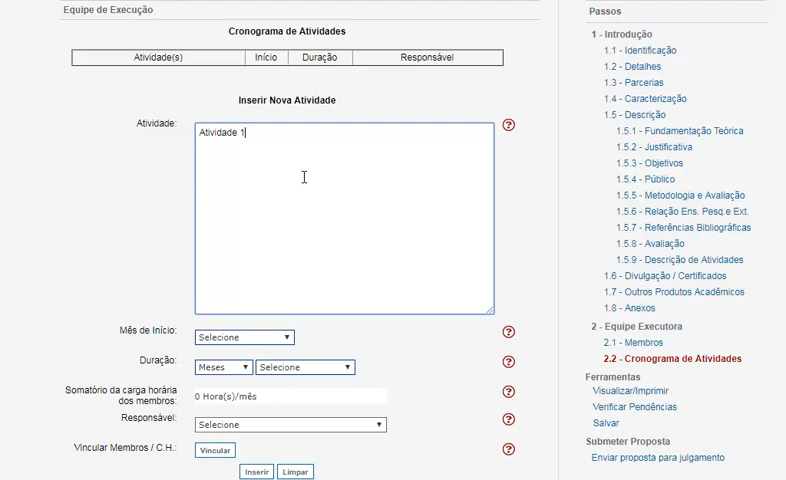 Equipe de Execução
Cronograma de Atividades
Atividade(s) Início Duração Responsável
Inserir Nova Atividade
Atividade:
Atividade 1
Mês de Início:
Selecione
Duração:
Meses Selecione
Somatório da carga horária
dos membros:
0 Hora(s)/mês
Responsável:
Selecione
Vincular Membros / C.H.:
Vincular
Inserir Limpar
Passos
1 - Introdução
1.1 - Identificação
1.2 - Detalhes
1.3 - Parcerias
1.4 - Caracterização
1.5 - Descrição
1.5.1 - Fundamentação Teórica
1.5.2 - Justificativa
1.5.3 - Objetivos
1.5.4 - Público
1.5.5 - Metodologia e Avaliação
1.5.6 - Relação Ens. Pesq.e Ext.
1.5.7 - Referências Bibliográficas
1.5.8 - Avaliação
1.5.9 - Descrição de Atividades
1.6 - Divulgação / Certificados
1.7 - Outros Produtos Acadêmicos
1.8 - Anexos
2 - Equipe Executora
2.1 - Membros
2.2 - Cronograma de Atividades
Ferramentas
Visualizar/Imprimir
Verificar Pendências
Salvar
Submeter Proposta
Enviar proposta para julgamento